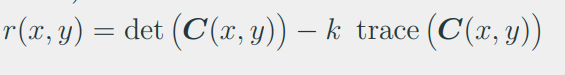 r(x, y) = det (C(x, y)) − k trace (C(x, y))